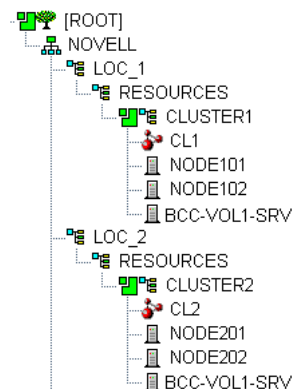 [ROOT]
NOVELL
LOC_1
RESOURCES
CLUSTER1
CL1
NODE101
NODE102
BCC-VOL1-SRV
LOC_2
RESOURCES
CLUSTER2
CL2
NODE201
NODE202
BCC-VOL1-SRV